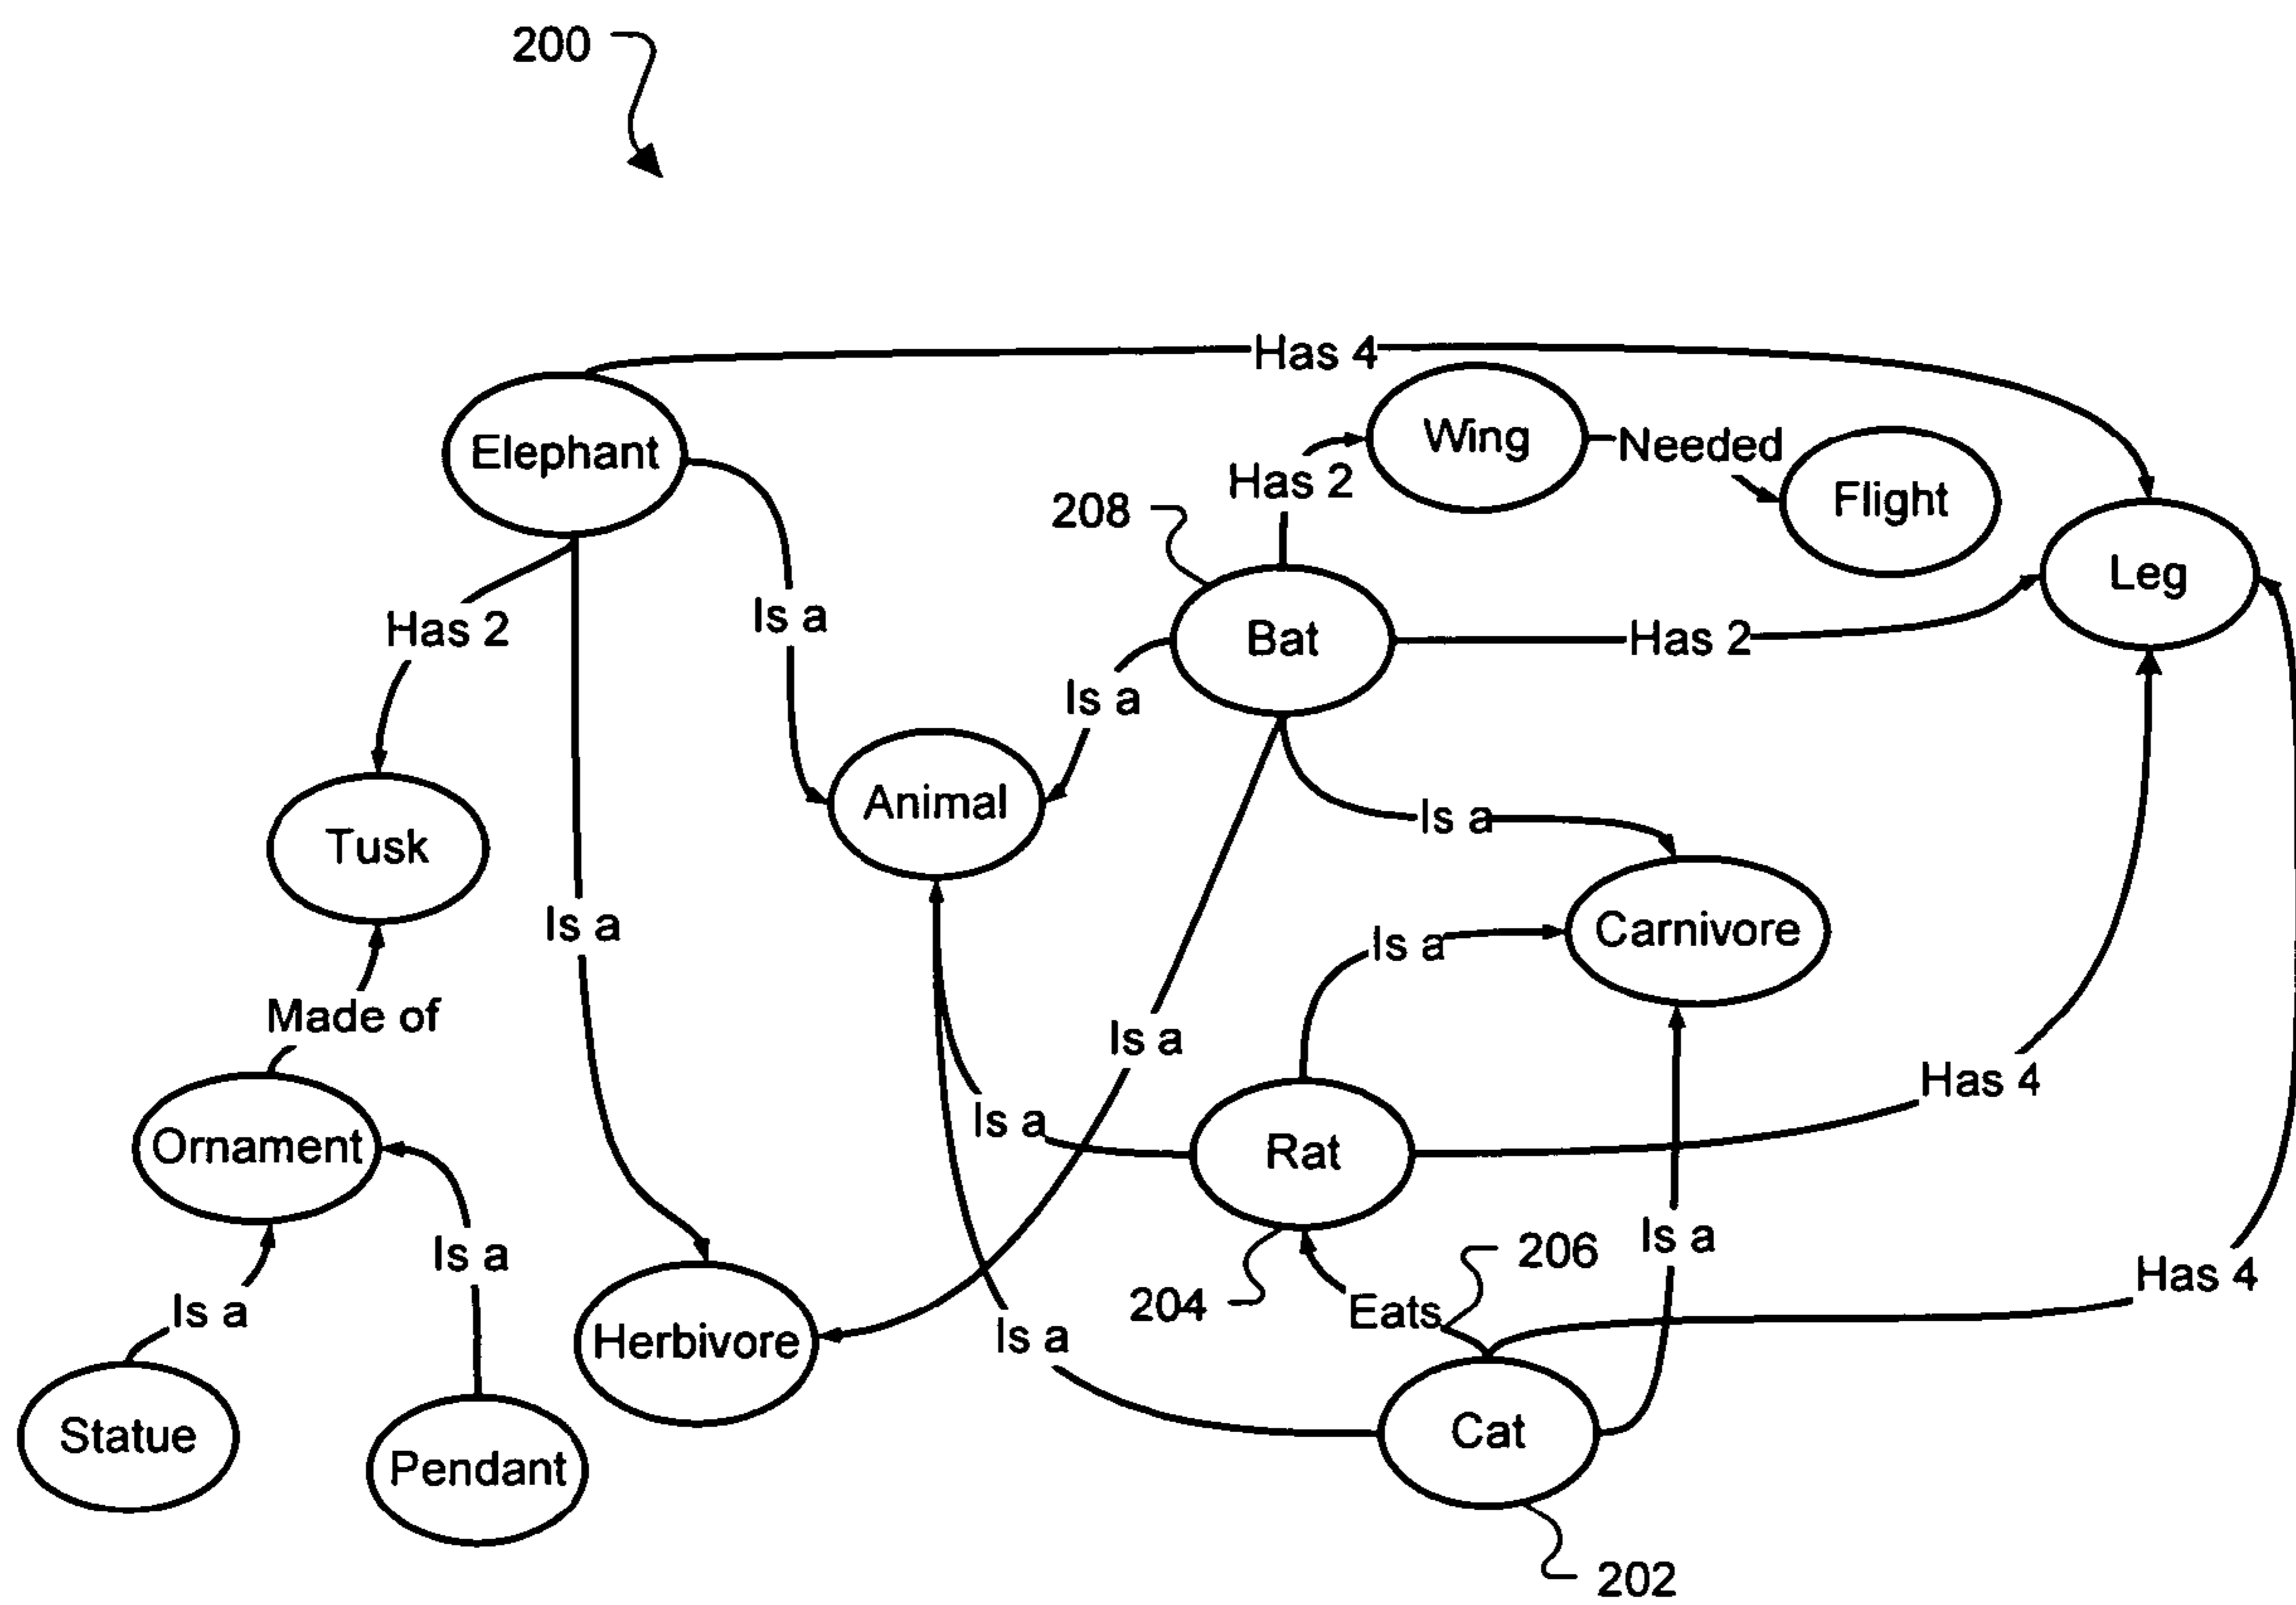 200
Has 4
Elephant
Wing
Needed
Has 2
Flight
208
Leg
Has 2
Is a
Bat
Has 2
Is a
Animal
Tusk
Is a
Is a
Carnivore
Is a
Made of
Is a
Has 4
Is a
Ornament
Rat
Is a
206
Is a
Has 4
204
Eats
Is a
Herbivore
Is a
Statue
Cat
Pendant
202